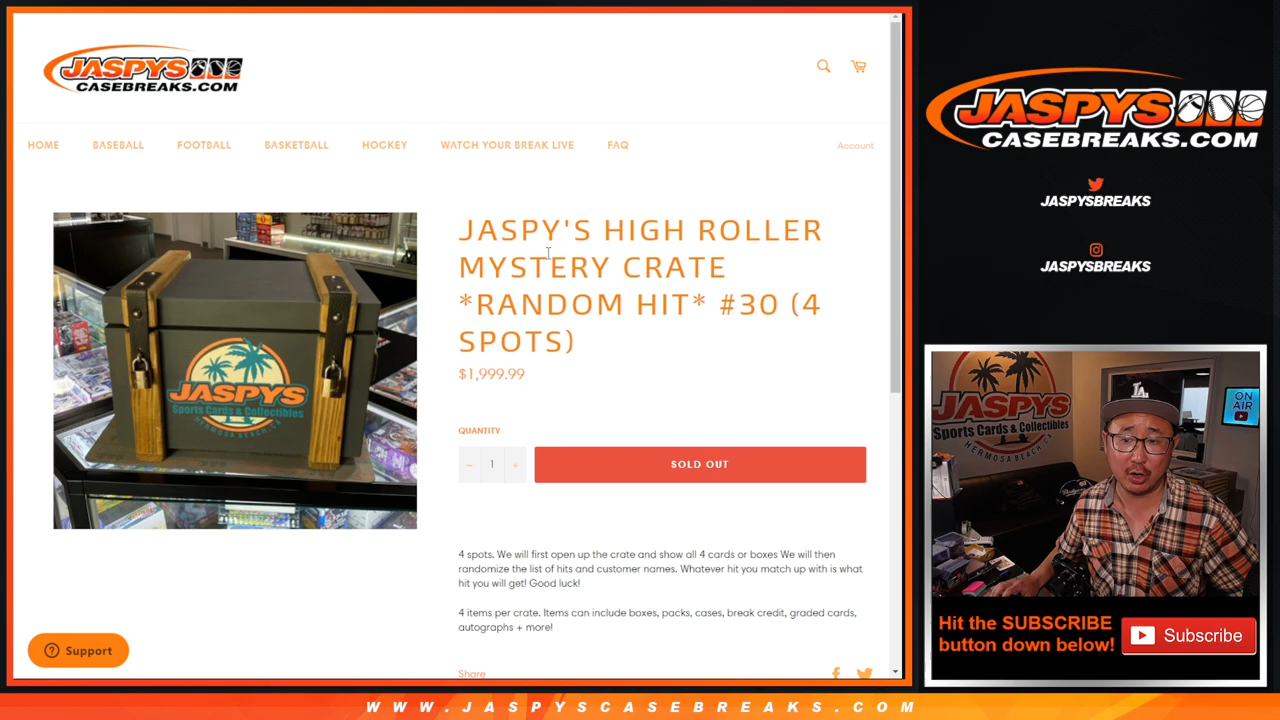 JASPYS
CASEBREAKS.COM
HOME
BASEBALL
FOOTBALL
BASKETBALL
HOCKEY
WATCH YOUR BREAK LIVE
FAQ
Account
JASPYS
Sports Cards & Collectibles
HERMOSA BEACH, CA
JASPY'S HIGH ROLLER
MYSTERY CRATE
*RANDOM HIT* #30 (4
SPOTS)
$1,999.99
QUANTITY
− 1 +
SOLD OUT
4 spots. We will first open up the crate and show all 4 cards or boxes We will then
randomize the list of hits and customer names. Whatever hit you match up with is what
hit you will get! Good luck!
4 items per crate. Items can include boxes, packs, cases, break credit, graded cards,
autographs + more!
Share
Support
JASPYS
CASEBREAKS.COM
JASPYSBREAKS
JASPYSBREAKS
JASPYS
Sports Cards & Collectibles
HERMOSA BEACH, CA
LA
ON
AIR
Hit the SUBSCRIBE
button down below!
Subscribe
WWW.JASPYSCASEBREAKS.COM